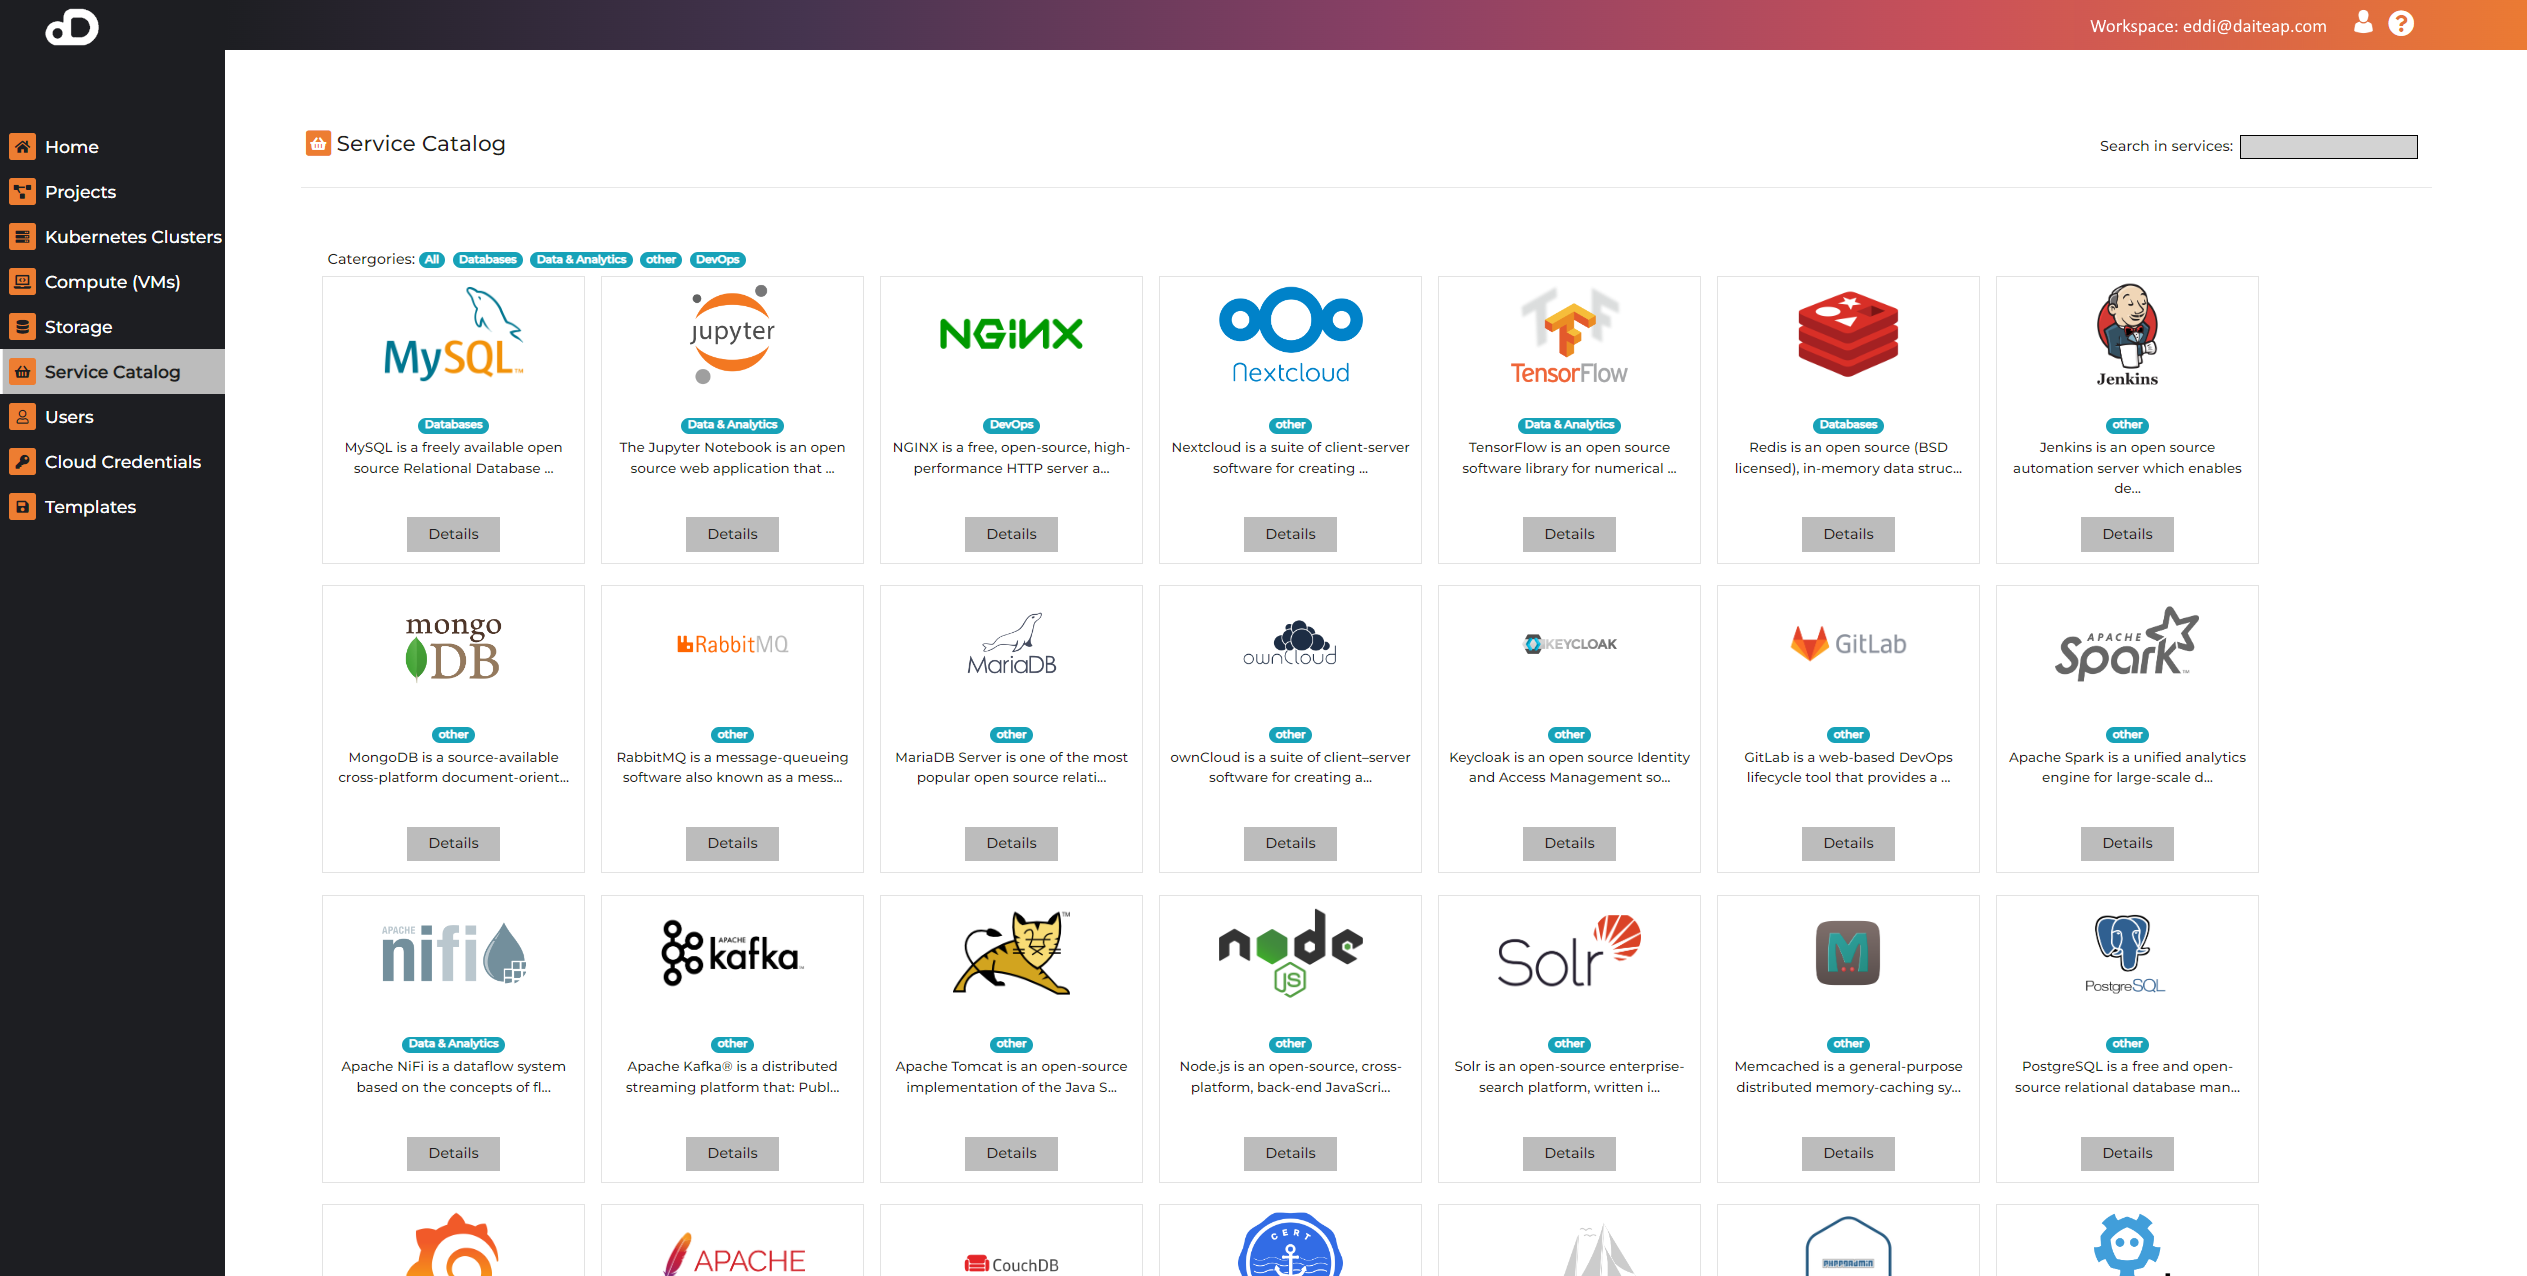 Workspace: eddi@daiteap.com
Home
Projects
Kubernetes Clusters
Compute (VMs)
Storage
Service Catalog
Users
Cloud Credentials
Templates
Service Catalog
Search in services:
Catergories: All Databases Data & Analytics other DevOps
MySQL™
Databases
MySQL is a freely available open
source Relational Database ...
Details
jupyter
Data & Analytics
The Jupyter Notebook is an open
source web application that ...
Details
NGINX
DevOps
NGINX is a free, open-source, high-
performance HTTP server a...
Details
Nextcloud
other
Nextcloud is a suite of client-server
software for creating ...
Details
TensorFlow
Data & Analytics
TensorFlow is an open source
software library for numerical ...
Details
Databases
Redis is an open source (BSD
licensed), in-memory data struc...
Details
Jenkins
other
Jenkins is an open source
automation server which enables
de...
Details
mongo
DB
other
MongoDB is a source-available
cross-platform document-orient...
Details
RabbitMQ
other
RabbitMQ is a message-queueing
software also known as a mess...
Details
MariaDB
other
MariaDB Server is one of the most
popular open source relati...
Details
ownCloud
other
ownCloud is a suite of client–server
software for creating a...
Details
KEYCLOAK
other
Keycloak is an open source Identity
and Access Management so...
Details
GitLab
other
GitLab is a web-based DevOps
lifecycle tool that provides a ...
Details
APACHE
Spark™
other
Apache Spark is a unified analytics
engine for large-scale d...
Details
APACHE
nifi
Data & Analytics
Apache NiFi is a dataflow system
based on the concepts of fl...
Details
APACHE
kafka™
other
Apache Kafka® is a distributed
streaming platform that: Publ...
Details
TM
other
Apache Tomcat is an open-source
implementation of the Java S...
Details
node
JS
other
Node.js is an open-source, cross-
platform, back-end JavaScri...
Details
Solr
other
Solr is an open-source enterprise-
search platform, written i...
Details
M
other
Memcached is a general-purpose
distributed memory-caching sy...
Details
PostgreSQL
other
PostgreSQL is a free and open-
source relational database man...
Details
APACHE
CouchDB
CERT
PHPPGADMIN